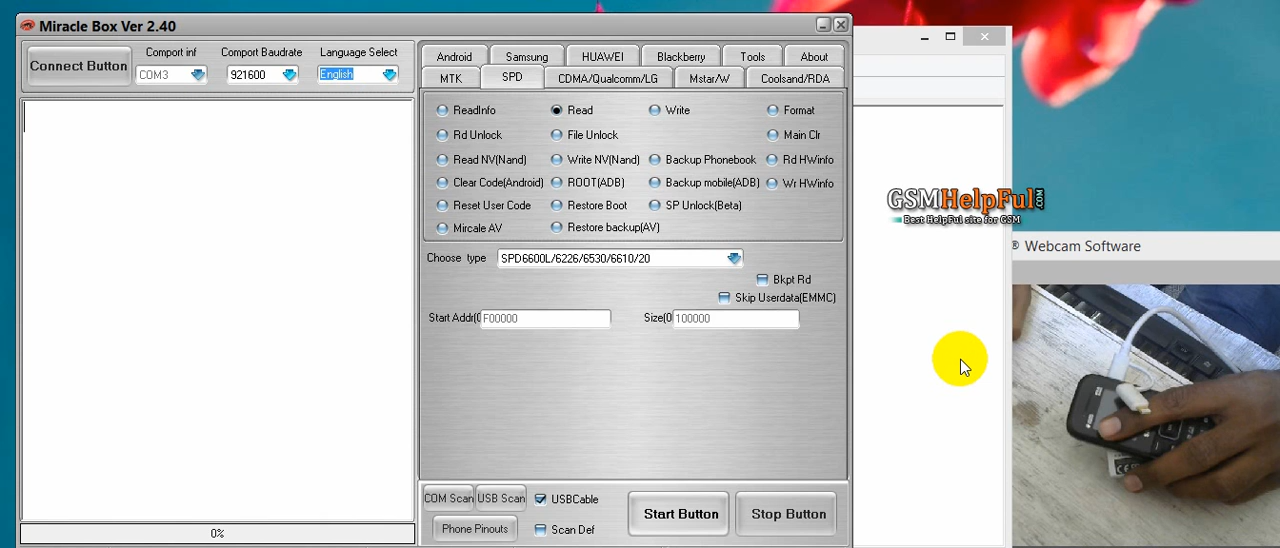 Miracle Box Ver 2.40
Connect Button
Comport inf
Comport Baudrate
Language Select
COM3
921600
English
Android
Samsung
HUAWEI
Blackberry
Tools
About
MTK
SPD
CDMA/Qualcomm/LG
Mstar/W
Coolsand/RDA
ReadInfo
Read
Write
Format
Rd Unlock
File Unlock
Main Clr
Read NV(Nand)
Write NV(Nand)
Backup Phonebook
Rd HWinfo
Clear Code(Android)
ROOT(ADB)
Backup mobile(ADB)
Wr HWinfo
Reset User Code
Restore Boot
SP Unlock(Beta)
Mircale AV
Restore backup(AV)
Choose type
SPD6600L/6226/6530/6610/20
Bkpt Rd
Skip Userdata(EMMC)
Start Addr(0
F00000
Size(0
100000
COM Scan
USB Scan
USBCable
Start Button
Stop Button
Phone Pinouts
Scan Def
0%
GSMHelpFul.COM
Best HelpFul site for GSM
® Webcam Software